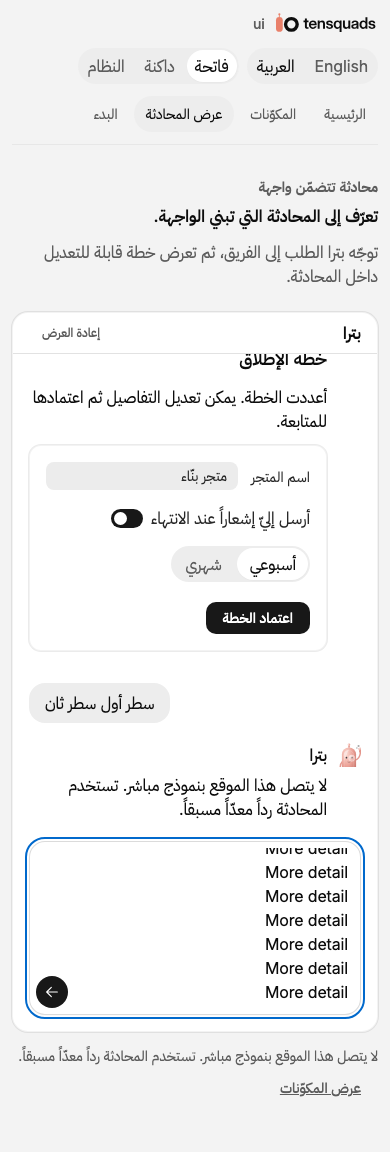 tensquads ui
English العربية فاتحة داكنة النظام
الرئيسية المكوّنات عرض المحادثة البدء
محادثة تتضمّن واجهة
تعرّف إلى المحادثة التي تبني الواجهة.
توجّه بترا الطلب إلى الفريق، ثم تعرض خطة قابلة للتعديل
داخل المحادثة.
بترا إعادة العرض
خطة الإطلاق
أعددت الخطة. يمكن تعديل التفاصيل ثم اعتمادها
للمتابعة.
اسم المتجر متجر بنّاء
أرسل إليّ إشعاراً عند الانتهاء
أسبوعي شهري
اعتماد الخطة
سطر أول سطر ثان
بترا
لا يتصل هذا الموقع بنموذج مباشر. تستخدم
المحادثة رداً معدّاً مسبقاً.
More detail
More detail
More detail
More detail
More detail
More detail
More detail
لا يتصل هذا الموقع بنموذج مباشر. تستخدم المحادثة رداً معدّاً مسبقاً.
عرض المكوّنات